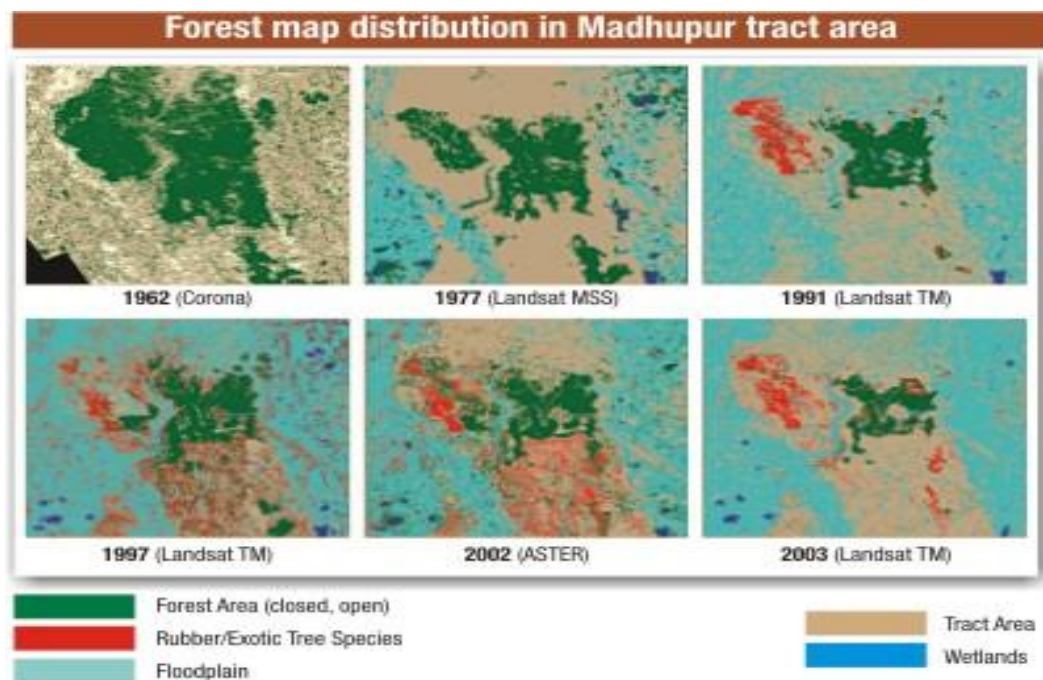 Forest map distribution in Madhupur tract area
1962 (Corona)
1977 (Landsat MSS)
1991 (Landsat TM)
1997 (Landsat TM)
2002 (ASTER)
2003 (Landsat TM)
Forest Area (closed, open)
Rubber/Exotic Tree Species
Floodplain
Tract Area
Wetlands